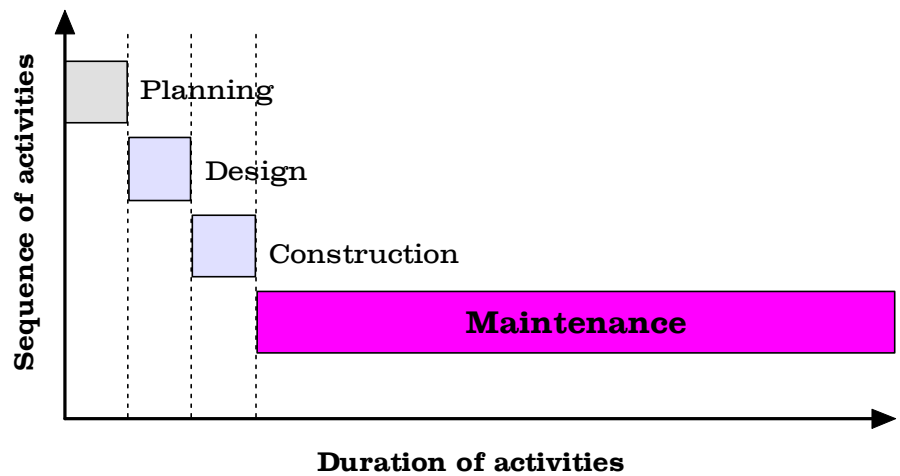 Sequence of activities
Planning
Design
Construction
Maintenance
Duration of activities